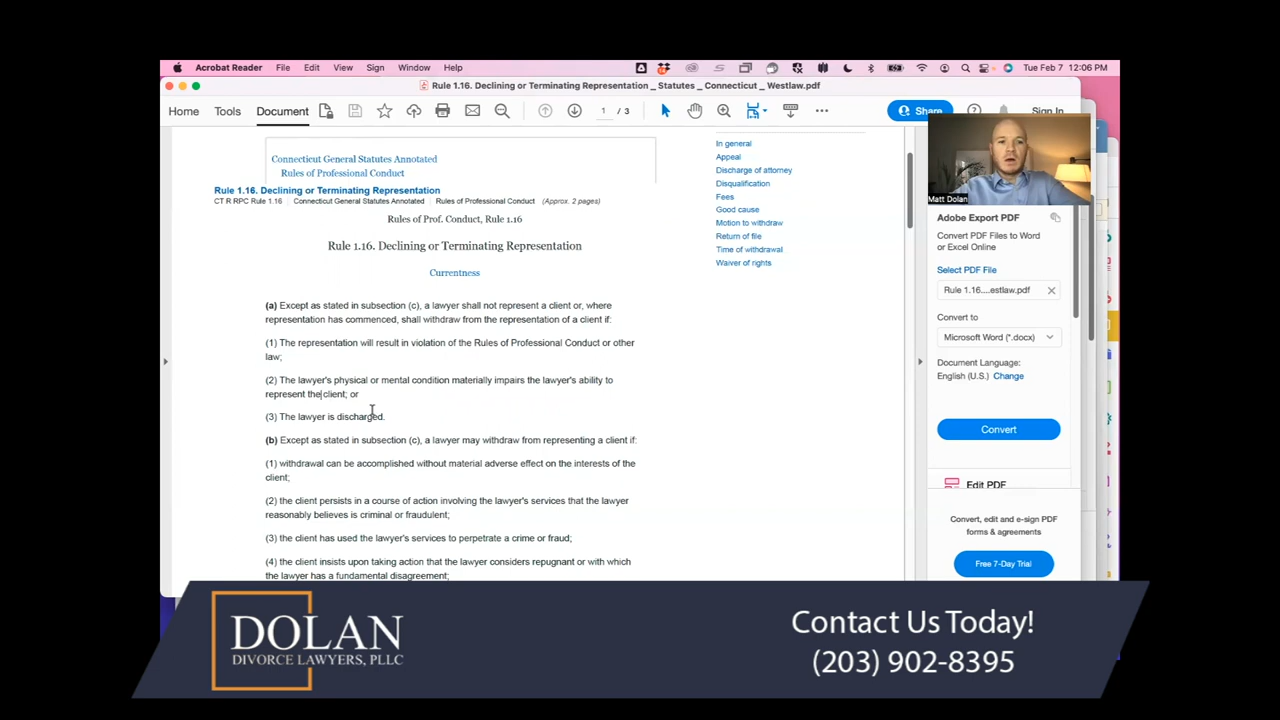 Acrobat Reader File Edit View Sign Window Help Tue Feb 7 12:06 PM
Rule 1.16. Declining or Terminating Representation _ Statutes _ Connecticut _ Westlaw.pdf
Home Tools Document 1 / 3 Share Sign In
Connecticut General Statutes Annotated
Rules of Professional Conduct
Rule 1.16. Declining or Terminating Representation
CT R RPC Rule 1.16 Connecticut General Statutes Annotated Rules of Professional Conduct (Approx. 2 pages)
Rules of Prof. Conduct, Rule 1.16
Rule 1.16. Declining or Terminating Representation
Currentness
(a) Except as stated in subsection (c), a lawyer shall not represent a client or, where
representation has commenced, shall withdraw from the representation of a client if:
(1) The representation will result in violation of the Rules of Professional Conduct or other
law;
(2) The lawyer's physical or mental condition materially impairs the lawyer's ability to
represent the client; or
(3) The lawyer is discharged.
(b) Except as stated in subsection (c), a lawyer may withdraw from representing a client if:
(1) withdrawal can be accomplished without material adverse effect on the interests of the
client;
(2) the client persists in a course of action involving the lawyer's services that the lawyer
reasonably believes is criminal or fraudulent;
(3) the client has used the lawyer's services to perpetrate a crime or fraud;
(4) the client insists upon taking action that the lawyer considers repugnant or with which
the lawyer has a fundamental disagreement;
In general
Appeal
Discharge of attorney
Disqualification
Fees
Good cause
Motion to withdraw
Return of file
Time of withdrawal
Waiver of rights
Matt Dolan
Adobe Export PDF
Convert PDF Files to Word
or Excel Online
Select PDF File
Rule 1.16....estlaw.pdf
Convert to
Microsoft Word (*.docx)
Document Language:
English (U.S.) Change
Convert
Edit PDF
Convert, edit and e-sign PDF
forms & agreements
Free 7-Day Trial
DOLAN
DIVORCE LAWYERS, PLLC
Contact Us Today!
(203) 902-8395